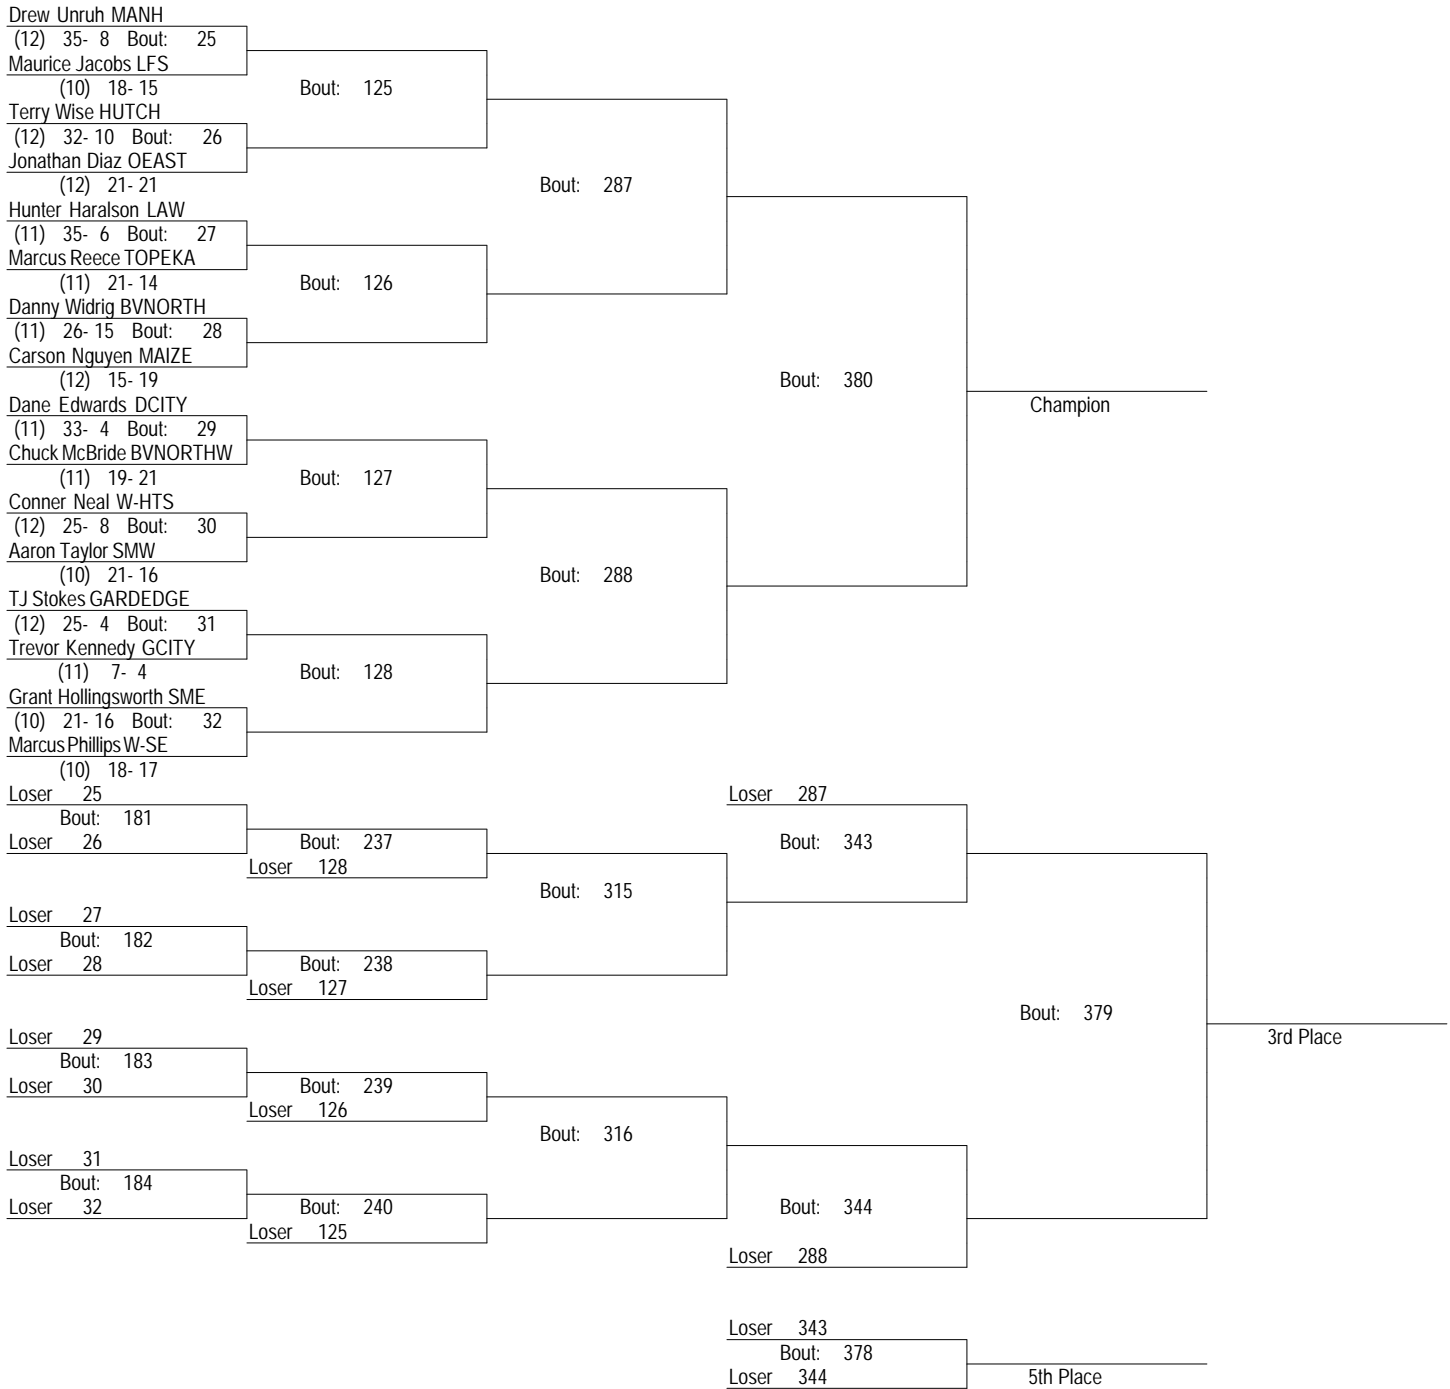 Drew Unruh MANH
(12) 35- 8 Bout: 25
Maurice Jacobs LFS
(10) 18- 15 Bout: 125
Terry Wise HUTCH
(12) 32- 10 Bout: 26
Jonathan Diaz OEAST
(12) 21- 21 Bout: 287
Hunter Haralson LAW
(11) 35- 6 Bout: 27
Marcus Reece TOPEKA
(11) 21- 14 Bout: 126
Danny Widrig BVNORTH
(11) 26- 15 Bout: 28
Carson Nguyen MAIZE
(12) 15- 19 Bout: 380
Dane Edwards DCITY Champion
(11) 33- 4 Bout: 29
Chuck McBride BVNORTHW
(11) 19- 21 Bout: 127
Conner Neal W-HTS
(12) 25- 8 Bout: 30
Aaron Taylor SMW
(10) 21- 16 Bout: 288
TJ Stokes GARDEDGE
(12) 25- 4 Bout: 31
Trevor Kennedy GCITY
(11) 7- 4 Bout: 128
Grant Hollingsworth SME
(10) 21- 16 Bout: 32
Marcus Phillips W-SE
(10) 18- 17
Loser 25 Loser 287
Bout: 181
Loser 26 Bout: 237 Bout: 343
Loser 128
Bout: 315
Loser 27
Bout: 182
Loser 28 Bout: 238
Loser 127
Bout: 379
Loser 29 3rd Place
Bout: 183
Loser 30 Bout: 239
Loser 126
Bout: 316
Loser 31
Bout: 184
Loser 32 Bout: 240 Bout: 344
Loser 125
Loser 288
Loser 343
Bout: 378
Loser 344 5th Place